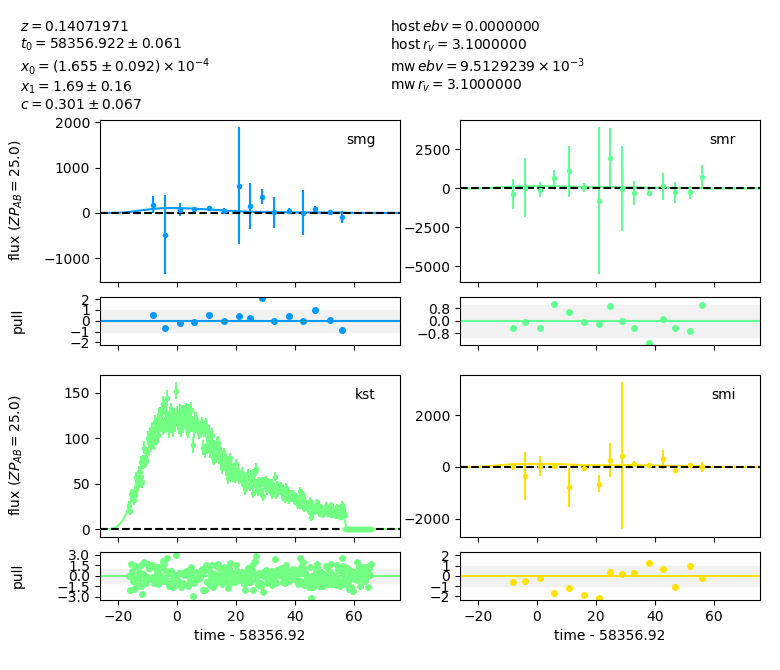 z = 0.14071971
t₀ = 58356.922 ± 0.061
x₀ = (1.655 ± 0.092) × 10⁻⁴
x₁ = 1.69 ± 0.16
c = 0.301 ± 0.067
host ebv = 0.0000000
host r_v = 3.1000000
mw ebv = 9.5129239 × 10⁻³
mw r_v = 3.1000000
flux (ZP_AB = 25.0)
2000
1000
0
−1000
smg
2500
0
−2500
−5000
smr
pull
2
1
0
−1
−2
0.8
0.0
−0.8
flux (ZP_AB = 25.0)
150
100
50
0
kst
2000
0
−2000
smi
pull
3.0
1.5
0.0
−1.5
−3.0
−20 0 20 40 60
time - 58356.92
2
1
0
−1
−2
−20 0 20 40 60
time - 58356.92